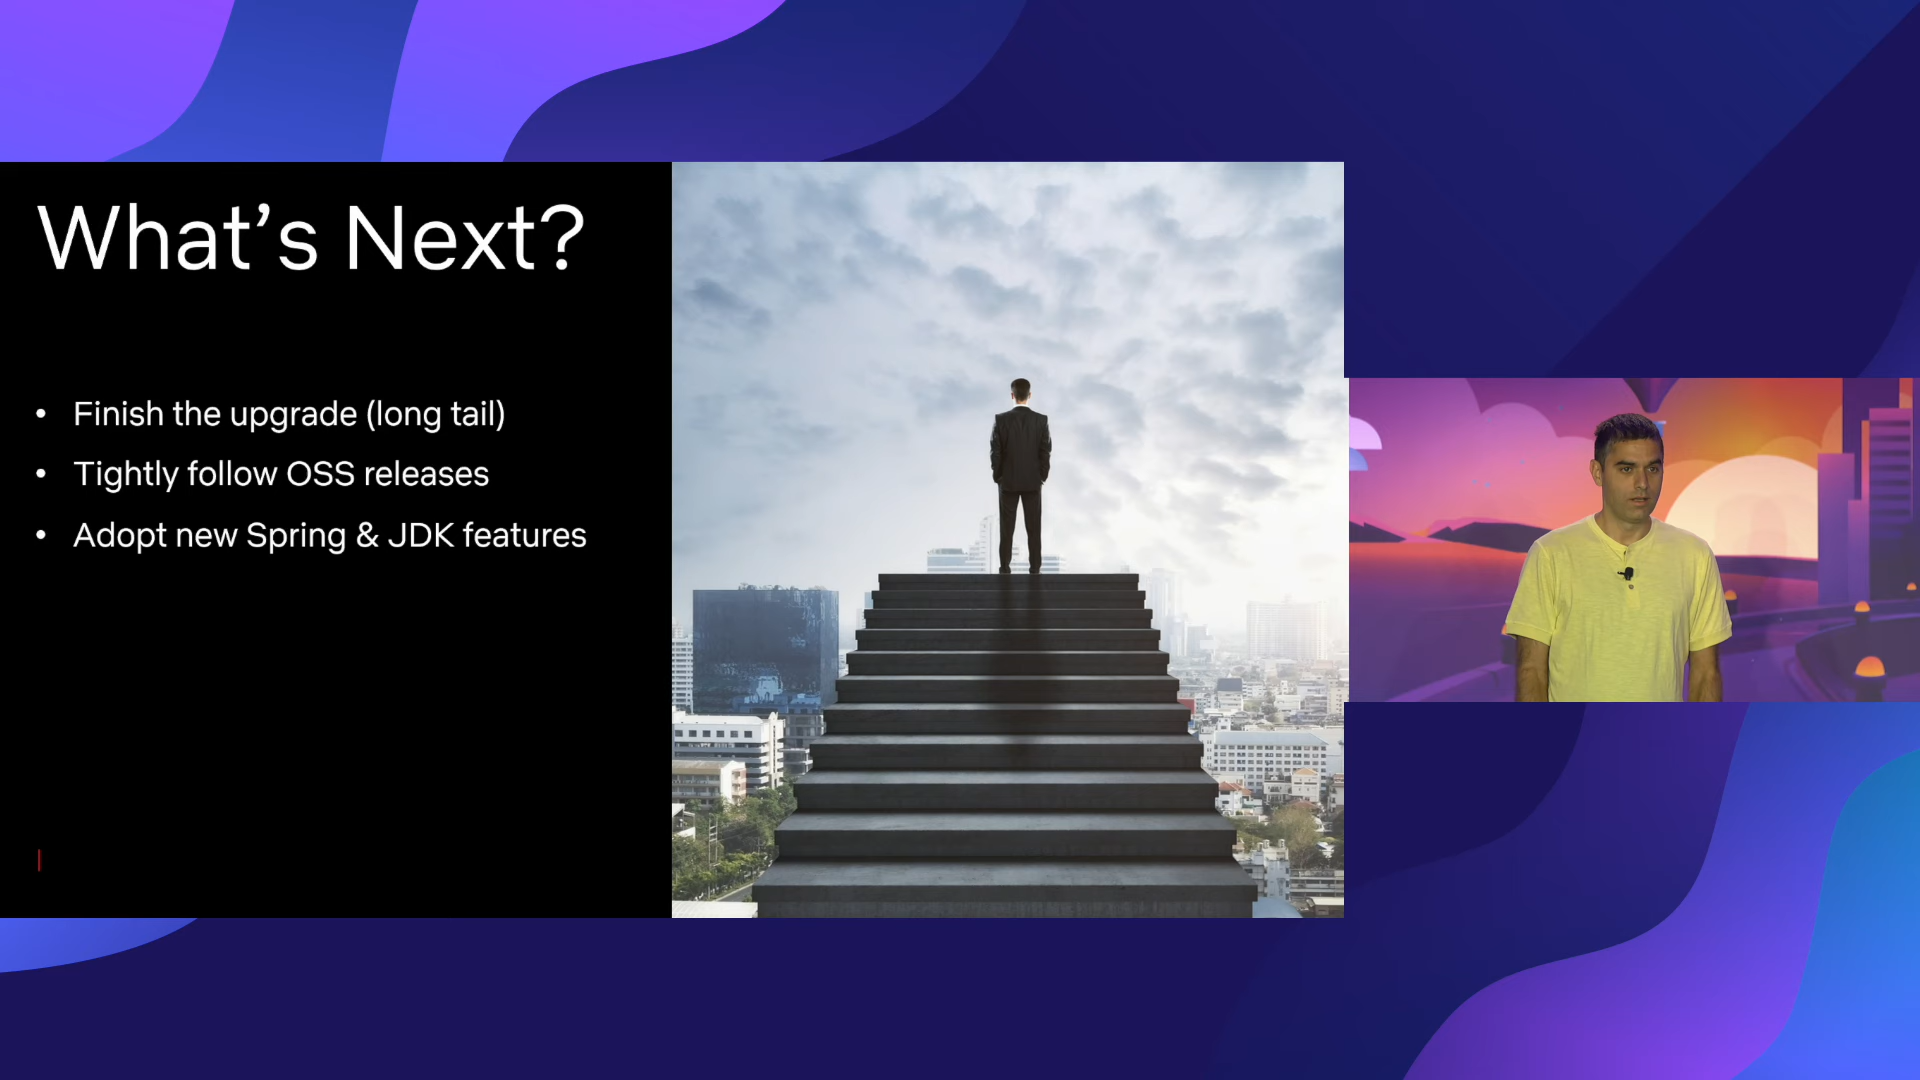 What’s Next?
• Finish the upgrade (long tail)
• Tightly follow OSS releases
• Adopt new Spring & JDK features